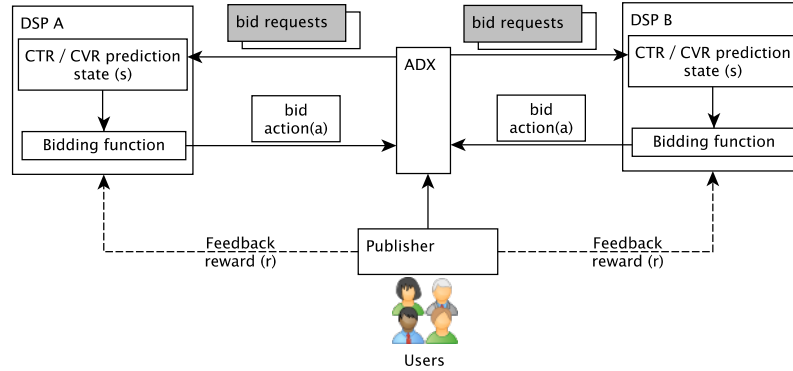 DSP A
bid requests
bid requests
DSP B
CTR / CVR prediction
state (s)
ADX
CTR / CVR prediction
state (s)
bid
action(a)
bid
action(a)
Bidding function
Bidding function
Feedback
reward (r)
Publisher
Feedback
reward (r)
Users